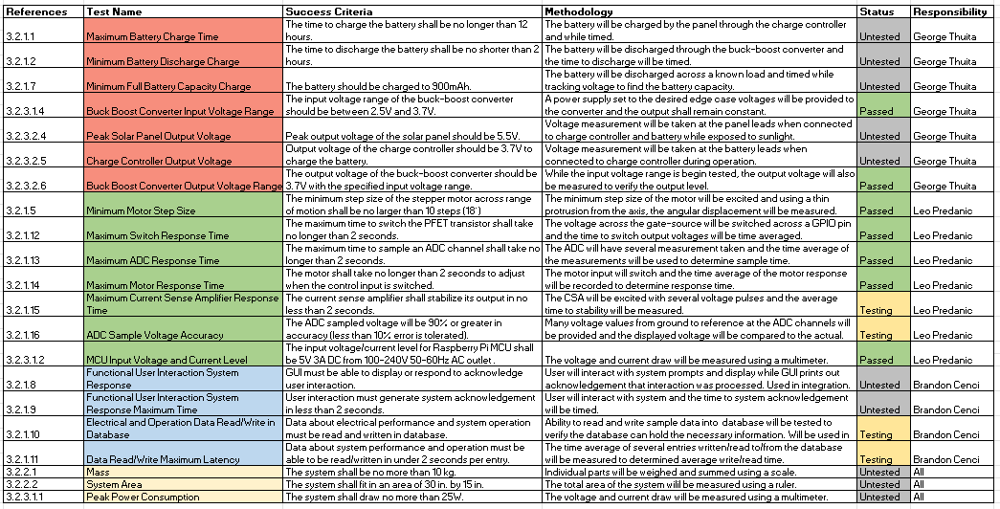 References Test Name Success Criteria Methodology Status Responsibility
3.2.1.1 Maximum Battery Charge Time The time to charge the battery shall be no longer than 12
hours. The battery will be charged by the panel through the charge controller
and while timed. Untested George Thuita
3.2.1.2 Minimum Battery Discharge Charge The time to discharge the battery shall be no shorter than 2
hours. The battery will be discharged through the buck-boost converter and
the time to discharge will be timed. Untested George Thuita
3.2.1.7 Minimum Full Battery Capacity Charge The battery should be charged to 900mAh. The battery will be discharged across a known load and timed while
tracking voltage to find the battery capacity. Untested George Thuita
3.2.3.1.4 Buck Boost Converter Input Voltage Range The input voltage range of the buck-boost converter
should be between 2.5V and 3.7V. A power supply set to the desired edge case voltages will be provided to
the converter and the output shall remain constant. Passed George Thuita
3.2.3.2.4 Peak Solar Panel Output Voltage Peak output voltage of the solar panel should be 5.5V. Voltage measurement will be taken at the panel leads when connected
to charge controller and battery while exposed to sunlight. Untested George Thuita
3.2.3.2.5 Charge Controller Output Voltage Output voltage of the charge controller should be 3.7V to
charge the battery. Voltage measurement will be taken at the battery leads when
connected to charge controller during operation. Untested George Thuita
3.2.3.2.6 Buck Boost Converter Output Voltage Range The output voltage of the buck-boost converter should be
3.7V with the specified input voltage range. While the input voltage range is begin tested, the output voltage will also
be measured to verify the output level. Passed George Thuita
3.2.1.5 Minimum Motor Step Size The minimum step size of the stepper motor across range
of motion shall be no larger than 10 steps (18°) The minimum step size of the motor will be excited and using a thin
protrusion from the axis, the angular displacement will be measured. Passed Leo Predanic
3.2.1.12 Maximum Switch Response Time The maximum time to switch the PFET transistor shall take
no longer than 2 seconds. The voltage across the gate-source will be switched across a GPIO pin
and the time to switch output voltages will be time averaged. Passed Leo Predanic
3.2.1.13 Maximum ADC Response Time The maximum time to sample an ADC channel shall take no
longer than 2 seconds. The ADC will have several measurement taken and the time average of
the measurements will be used to determine sample time. Passed Leo Predanic
3.2.1.14 Maximum Motor Response Time The motor shall take no longer than 2 seconds to adjust
when the control input is switched. The motor input will switch and the time average of the motor response
will be recorded to determine response time. Passed Leo Predanic
3.2.1.15 Maximum Current Sense Amplifier Response
Time The current sense amplifier shall stabilize its output in no
less than 2 seconds. The CSA will be excited with several voltage pulses and the average
time to stability will be measured. Testing Leo Predanic
3.2.1.16 ADC Sample Voltage Accuracy The ADC sampled voltage will be 90% or greater in
accuracy (less than 10% error is tolerated). Many voltage values from ground to reference at the ADC channels will
be provided and the displayed voltage will be compared to the actual. Testing Leo Predanic
3.2.3.1.2 MCU Input Voltage and Current Level The input voltage/current level for Raspberry Pi MCU shall
be 5V 3A DC from 100-240V 50-60Hz AC outlet. The voltage and current draw will be measured using a multimeter. Passed Leo Predanic
3.2.1.8 Functional User Interaction System
Response GUI must be able to display or respond to acknowledge
user interaction. User will interact with system prompts and display while GUI prints out
acknowledgement that interaction was processed. Used in integration. Untested Brandon Cenci
3.2.1.9 Functional User Interaction System
Response Maximum Time User interaction must generate system acknowledgement
in less than 2 seconds. User will interact with system and the time to system acknowledgement
will be timed. Untested Brandon Cenci
3.2.1.10 Electrical and Operation Data Read/Write in
Database Data about electrical performance and system operation
must be read and written in database. Ability to read and write sample data into database will be tested to
verify the database can hold the necessary information. Will be used in Testing Brandon Cenci
3.2.1.11 Data Read/Write Maximum Latency Data about system performance and operation must be
able to be read/written in under 2 seconds per entry. The time average of several entries written/read to/from the database
will be measured to determined average write/read time. Testing Brandon Cenci
3.2.2.1 Mass The system shall be no more than 10 kg. Individual parts will be weighed and summed using a scale. Untested All
3.2.2.2 System Area The system shall fit in an area of 30 in. by 15 in. The total area of the system will be measured using a ruler. Untested All
3.2.3.1.1 Peak Power Consumption The system shall draw no more than 25W. The voltage and current draw will be measured using a multimeter. Untested All